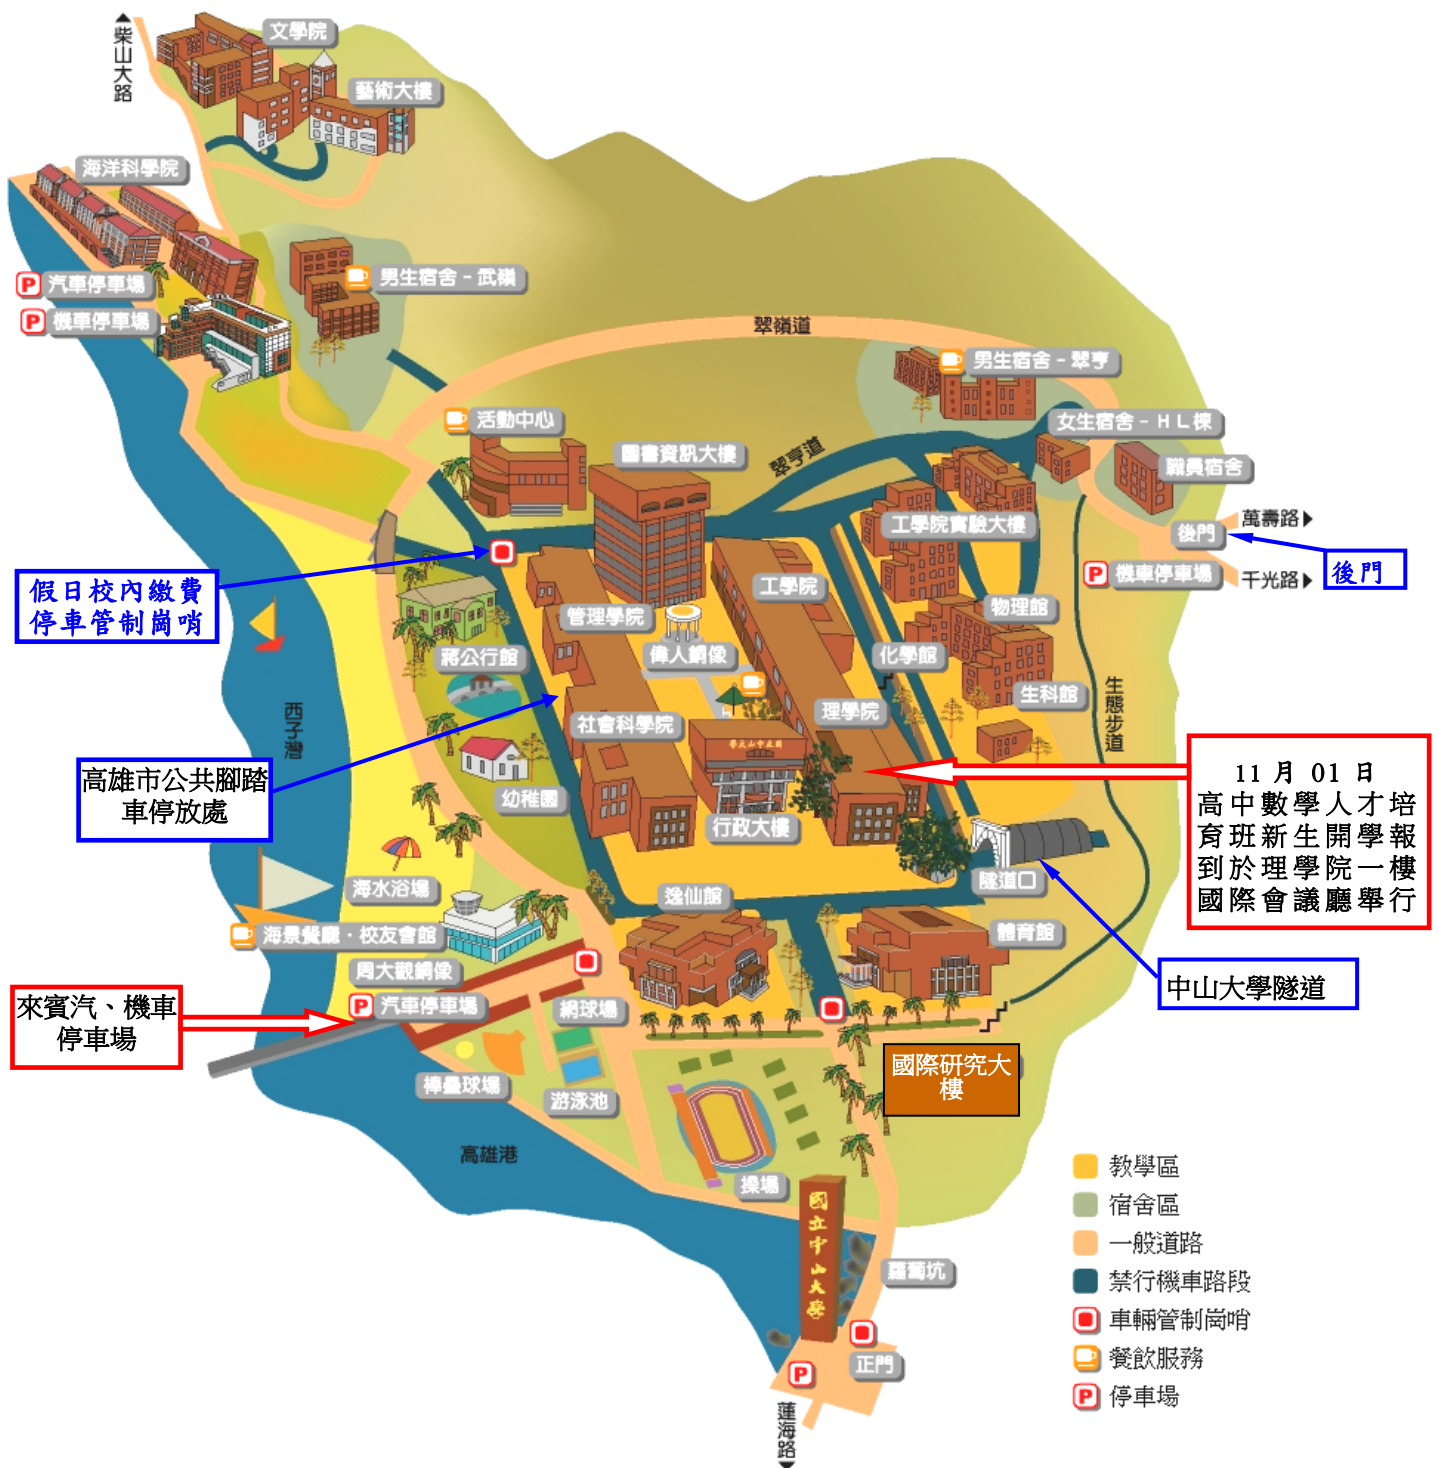 柴山大路
文學院
藝術大樓
海洋科學院
P 汽車停車場
P 機車停車場
男生宿舍－武嶺
翠嶺道
男生宿舍－翠亨
活動中心
女生宿舍－ＨＬ棟
圖書資訊大樓
翠亨道
職員宿舍
工學院實驗大樓
萬壽路
後門
後門
P 機車停車場
千光路
假日校內繳費
停車管制崗哨
工學院
管理學院
物理館
偉人銅像
化學館
蔣公行館
生科館
生態步道
西子灣
社會科學院
理學院
學大山中立國
高雄市公共腳踏
車停放處
11 月 01 日
高中數學人才培
育班新生開學報
到於理學院一樓
國際會議廳舉行
幼稚園
行政大樓
海水浴場
隧道口
逸仙館
海景餐廳・校友會館
體育館
周大觀銅像
中山大學隧道
來賓汽、機車
停車場
P 汽車停車場
網球場
國際研究大
樓
棒壘球場
游泳池
高雄港
操場
國立中山大學
羅蔔坑
正門
P
蓮海路
教學區
宿舍區
一般道路
禁行機車路段
車輛管制崗哨
餐飲服務
P 停車場